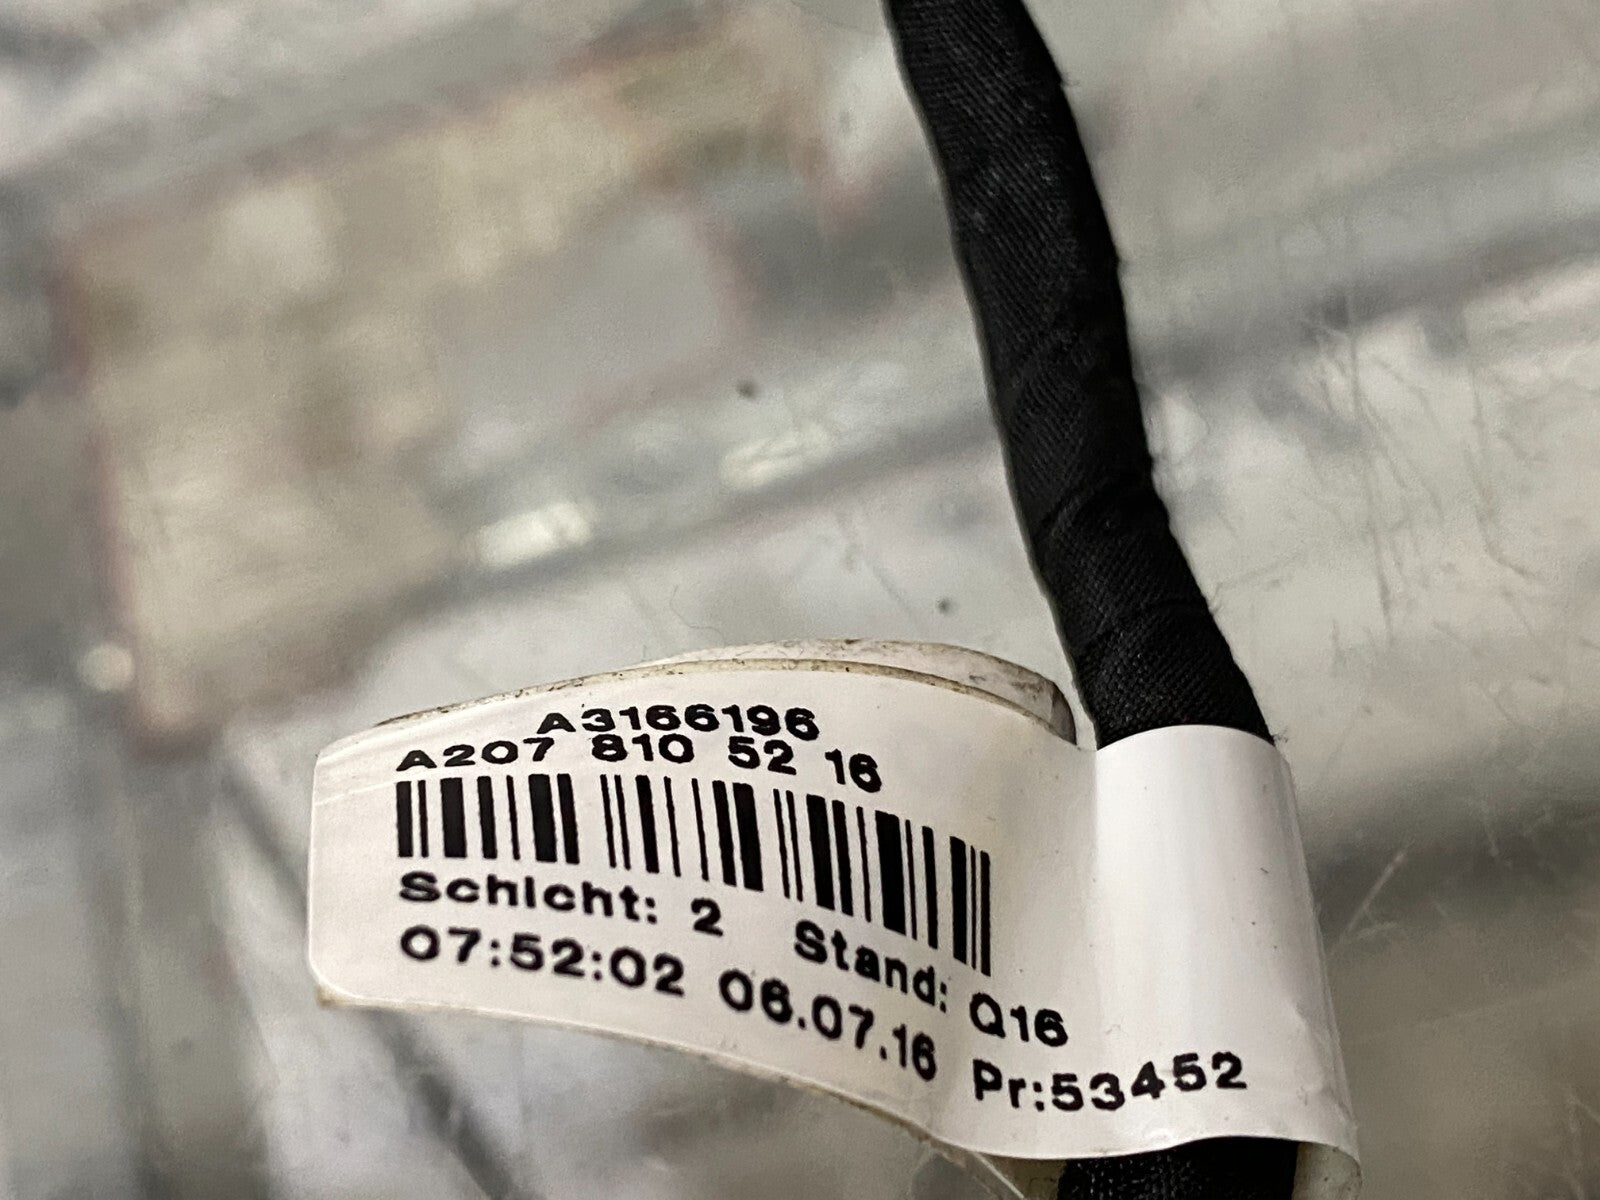 A3166196
A207 810 52 16
Schicht: 2 Stand: Q16
07:52:02 06.07.16 Pr:53452